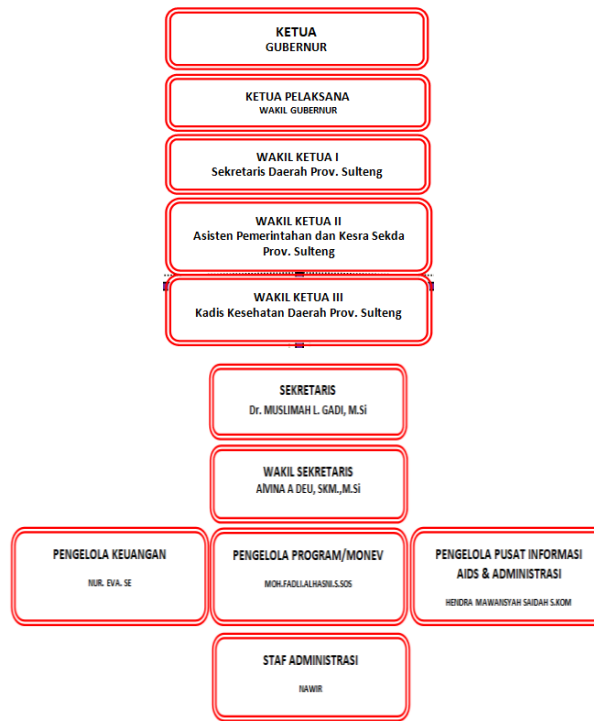 KETUA
GUBERNUR
KETUA PELAKSANA
WAKIL GUBERNUR
WAKIL KETUA I
Sekretaris Daerah Prov. Sulteng
WAKIL KETUA II
Asisten Pemerintahan dan Kesra Sekda
Prov. Sulteng
WAKIL KETUA III
Kadis Kesehatan Daerah Prov. Sulteng
SEKRETARIS
Dr. MUSLIMAH L. GADI, M.Si
WAKIL SEKRETARIS
A DEU, SKM.,M.Si
PENGELOLA KEUANGAN
NUR. EVA. SE
PENGELOLA PROGRAM/MONEV
MOH.FADLI.ALHASNI.S.SOS
PENGELOLA PUSAT INFORMASI
AIDS & ADMINISTRASI
HENDRA MAWANSYAH SAIDAH S.KOM
STAF ADMINISTRASI
NAWIR